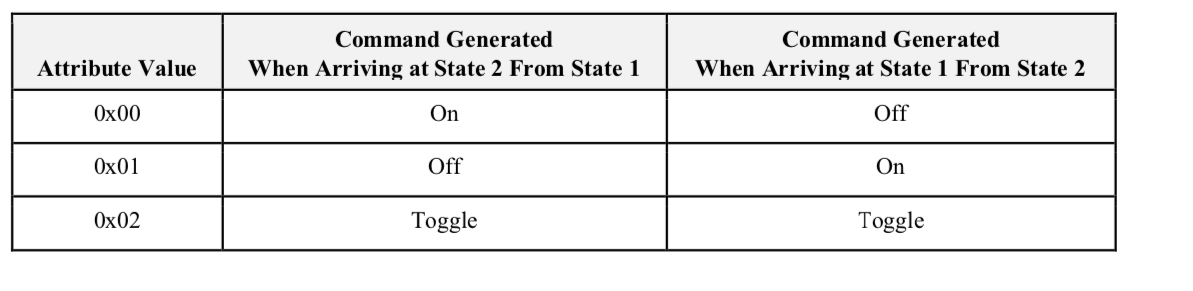 Attribute Value
Command Generated
When Arriving at State 2 From State 1
Command Generated
When Arriving at State 1 From State 2
0x00
On
Off
0x01
Off
On
0x02
Toggle
Toggle